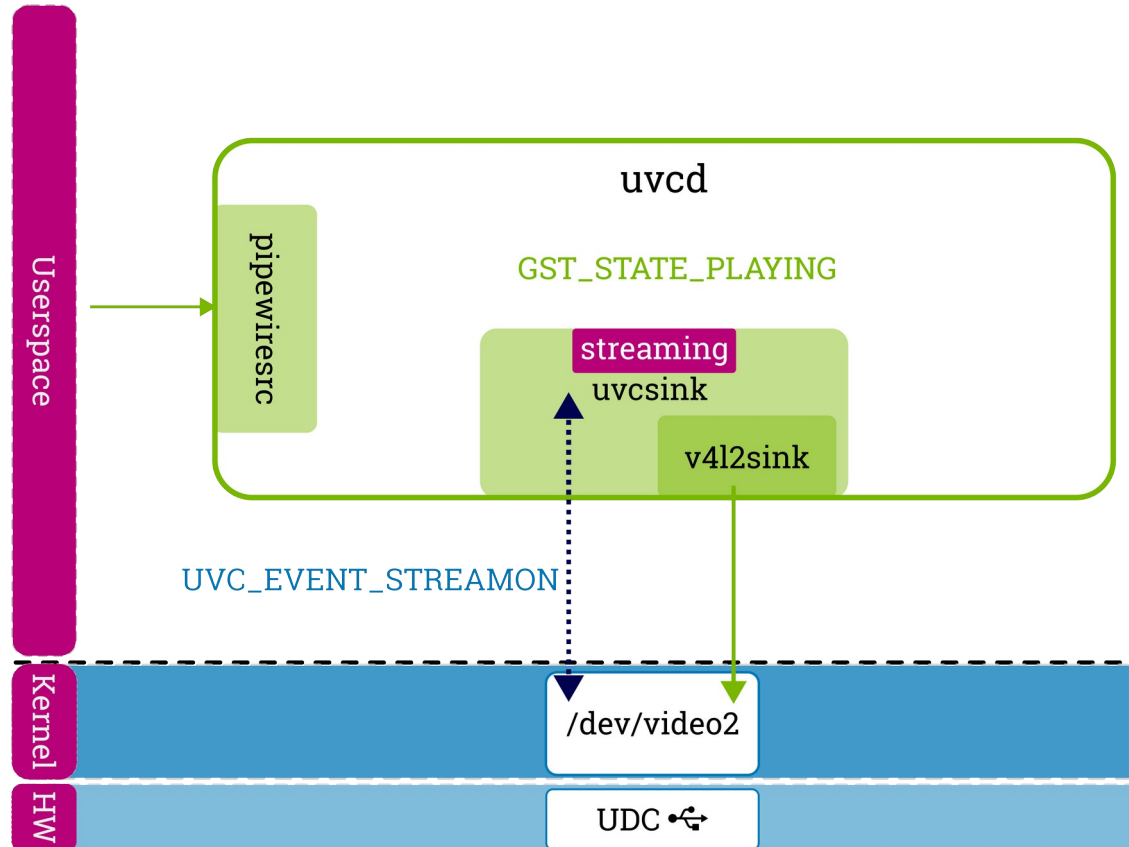 Userspace
uvcd
pipewiresrc
GST_STATE_PLAYING
streaming
uvcsink
v4l2sink
UVC_EVENT_STREAMON
Kernel
/dev/video2
HW
UDC